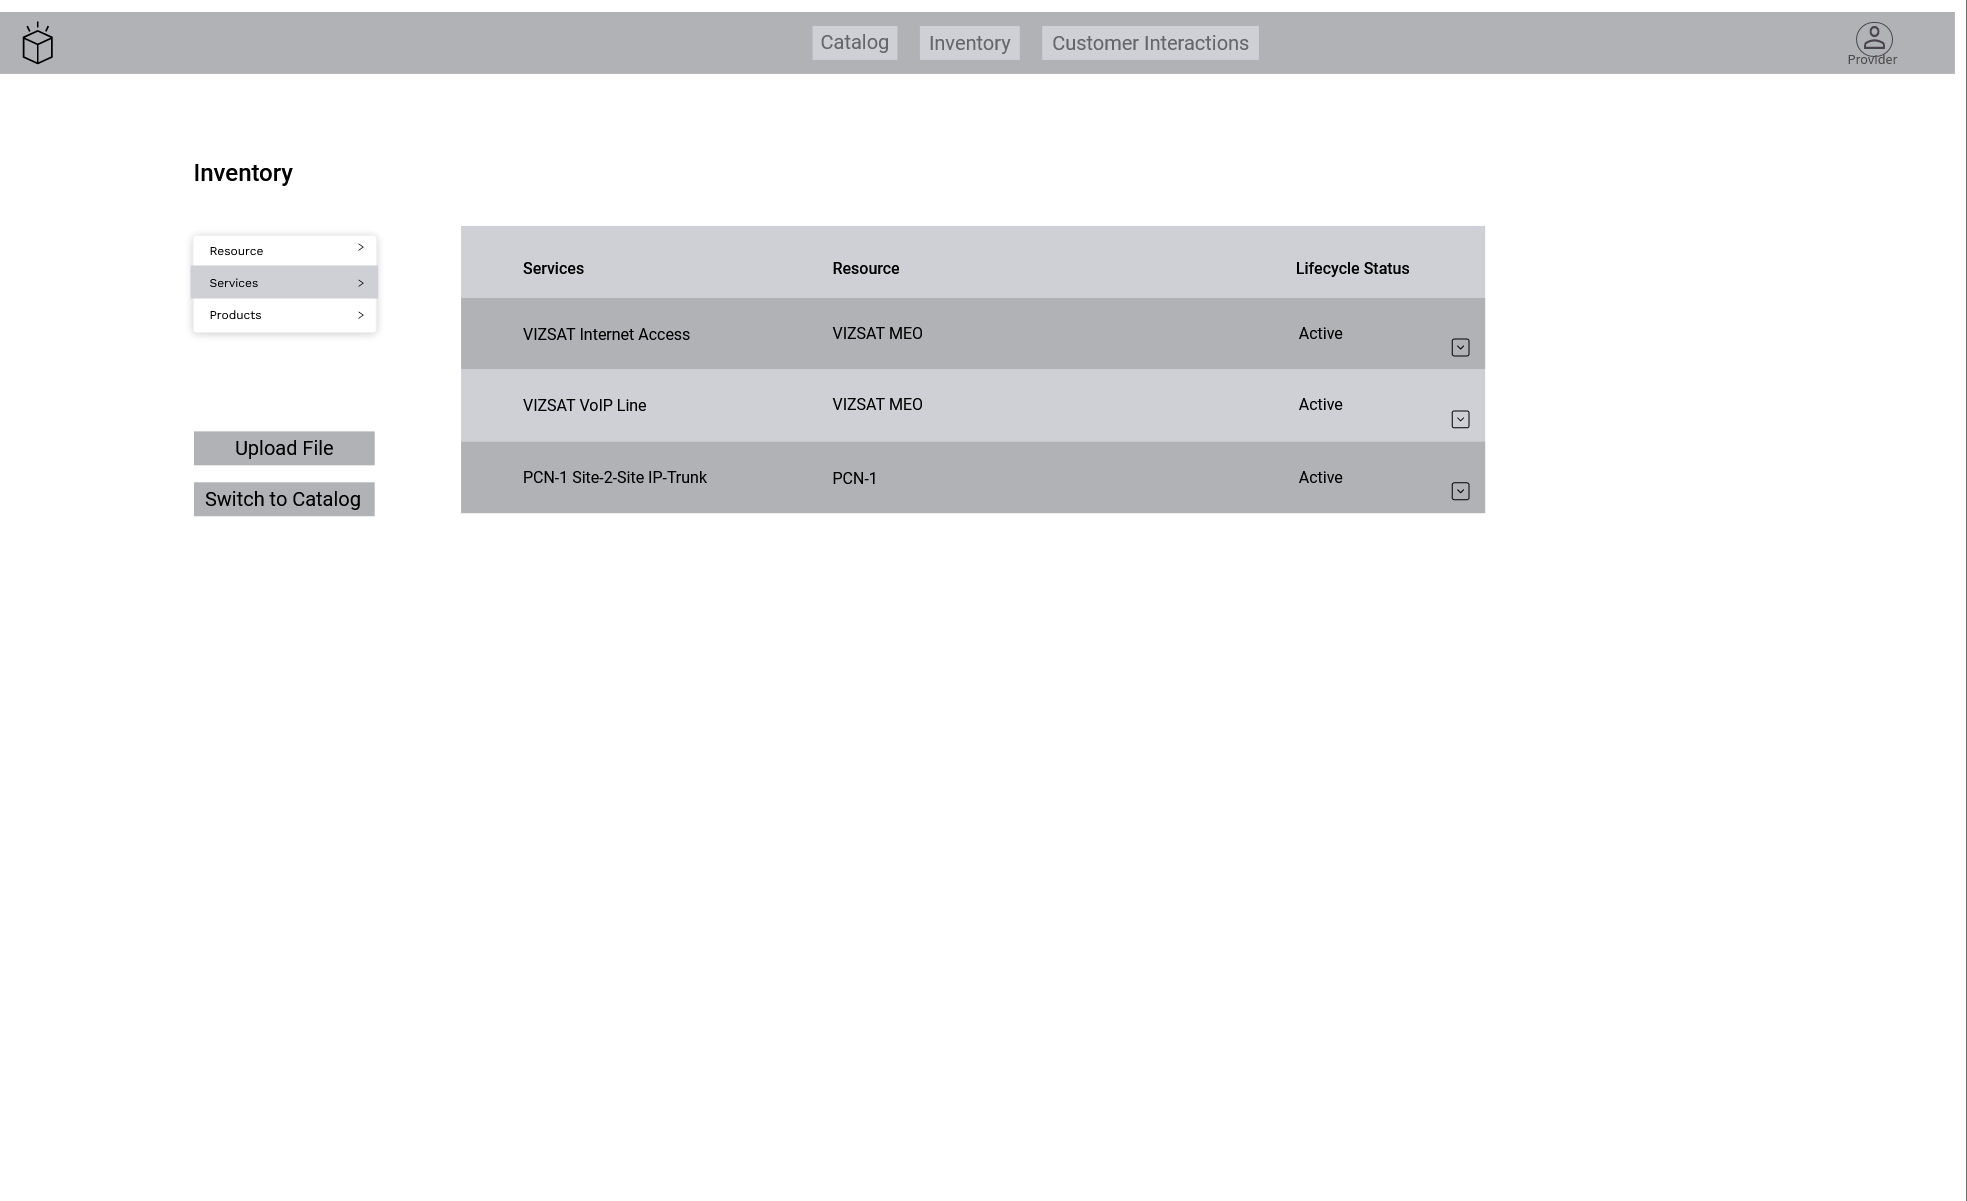 Catalog Inventory Customer Interactions
Provider
Inventory
Resource >
Services >
Products >
Upload File
Switch to Catalog
Services Resource Lifecycle Status
VIZSAT Internet Access VIZSAT MEO Active
VIZSAT VoIP Line VIZSAT MEO Active
PCN-1 Site-2-Site IP-Trunk PCN-1 Active